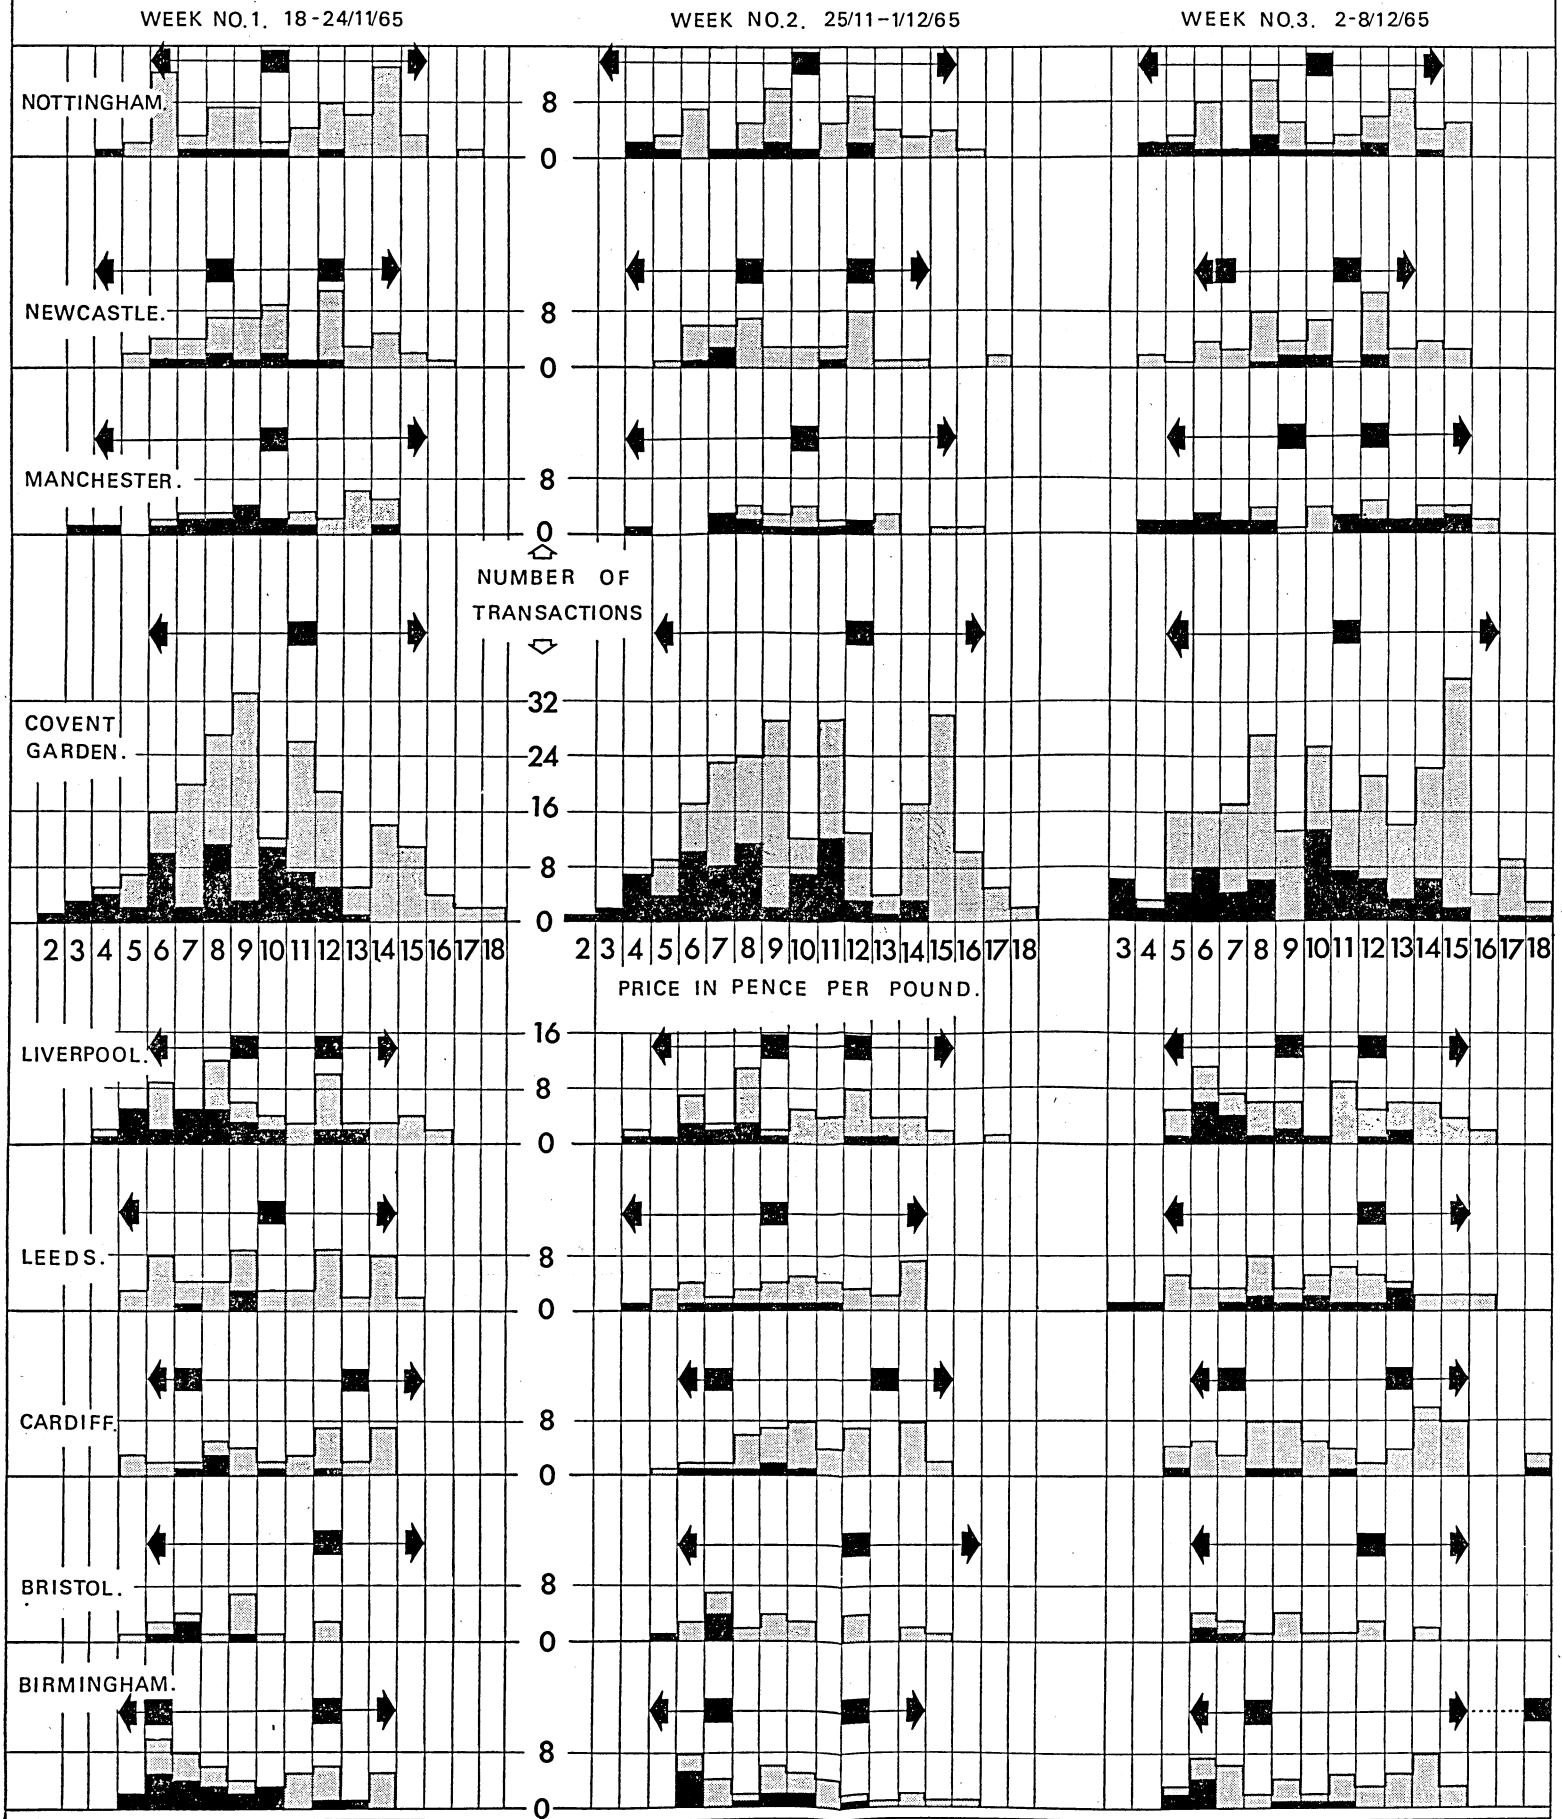 WEEK NO.1. 18-24/11/65 WEEK NO.2. 25/11-1/12/65 WEEK NO.3. 2-8/12/65
NOTTINGHAM. 8
0
NEWCASTLE. 8
0
MANCHESTER. 8
0
NUMBER OF
TRANSACTIONS
32
COVENT
GARDEN. 24
16
8
0
2 3 4 5 6 7 8 9 10 11 12 13 14 15 16 17 18 2 3 4 5 6 7 8 9 10 11 12 13 14 15 16 17 18 3 4 5 6 7 8 9 10 11 12 13 14 15 16 17 18
PRICE IN PENCE PER POUND.
16
LIVERPOOL. 8
0
LEEDS. 8
0
CARDIFF. 8
0
BRISTOL. 8
0
BIRMINGHAM. 8
0